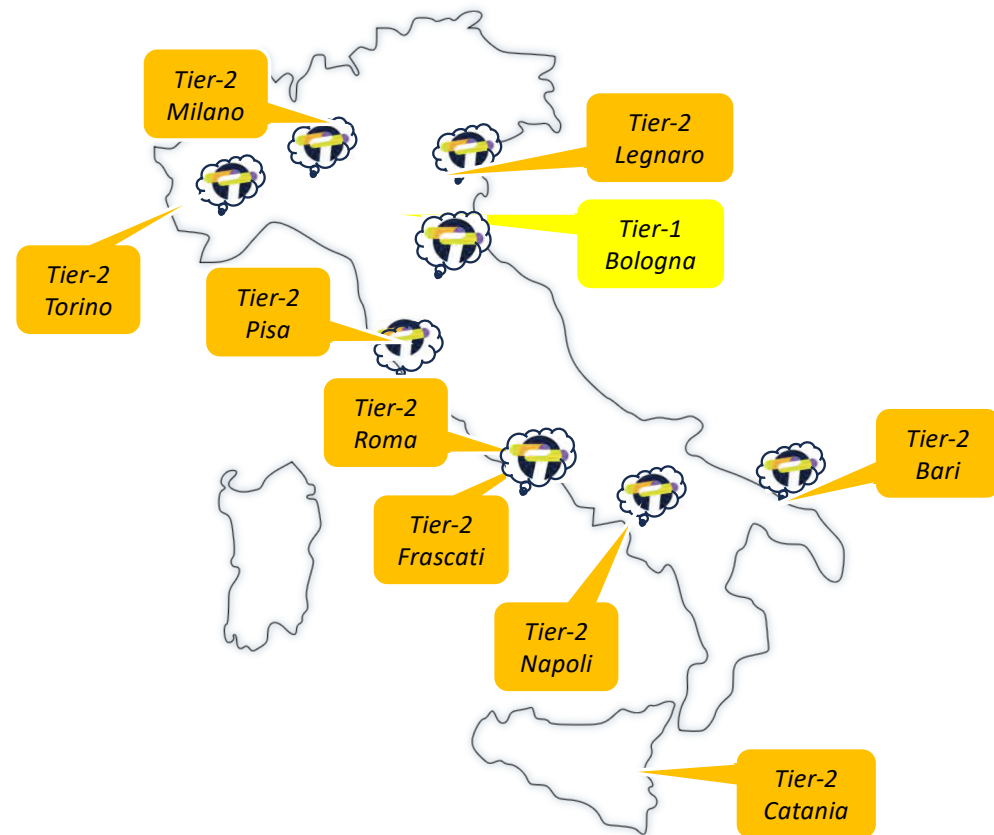 Tier-2
Milano
Tier-2
Legnaro
Tier-1
Bologna
Tier-2
Torino
Tier-2
Pisa
Tier-2
Roma
Tier-2
Bari
Tier-2
Frascati
Tier-2
Napoli
Tier-2
Catania